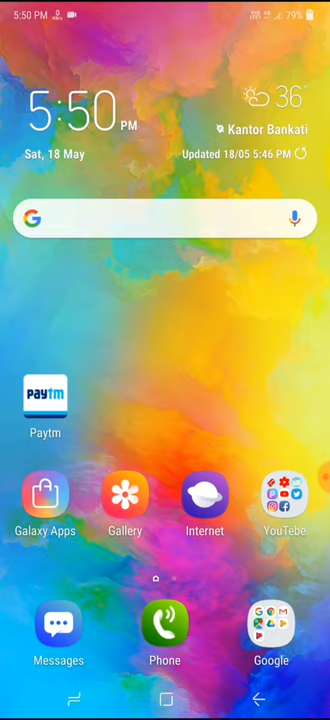 5:50 PM
79%
5:50 PM
36°
Kantor Bankati
Sat, 18 May
Updated 18/05 5:46 PM
Paytm
Paytm
Galaxy Apps
Gallery
Internet
YouTebe
Messages
Phone
Google